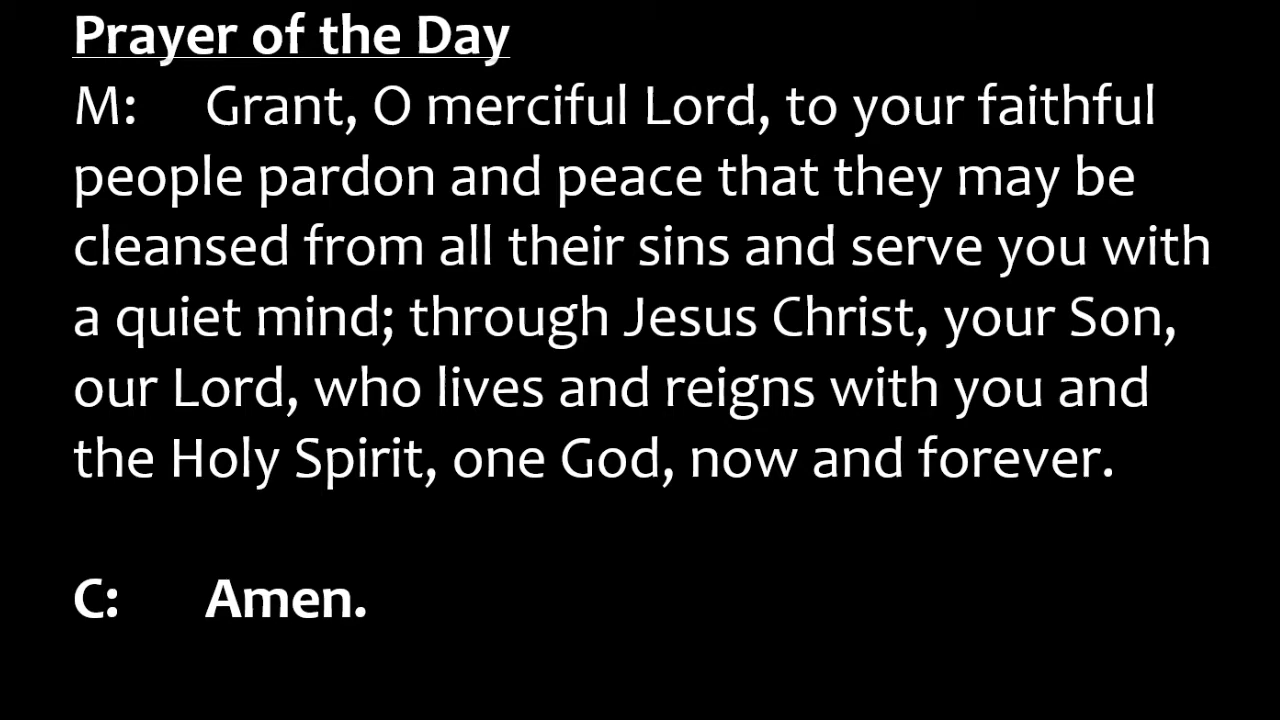 Prayer of the Day
M: Grant, O merciful Lord, to your faithful
people pardon and peace that they may be
cleansed from all their sins and serve you with
a quiet mind; through Jesus Christ, your Son,
our Lord, who lives and reigns with you and
the Holy Spirit, one God, now and forever.
C: Amen.